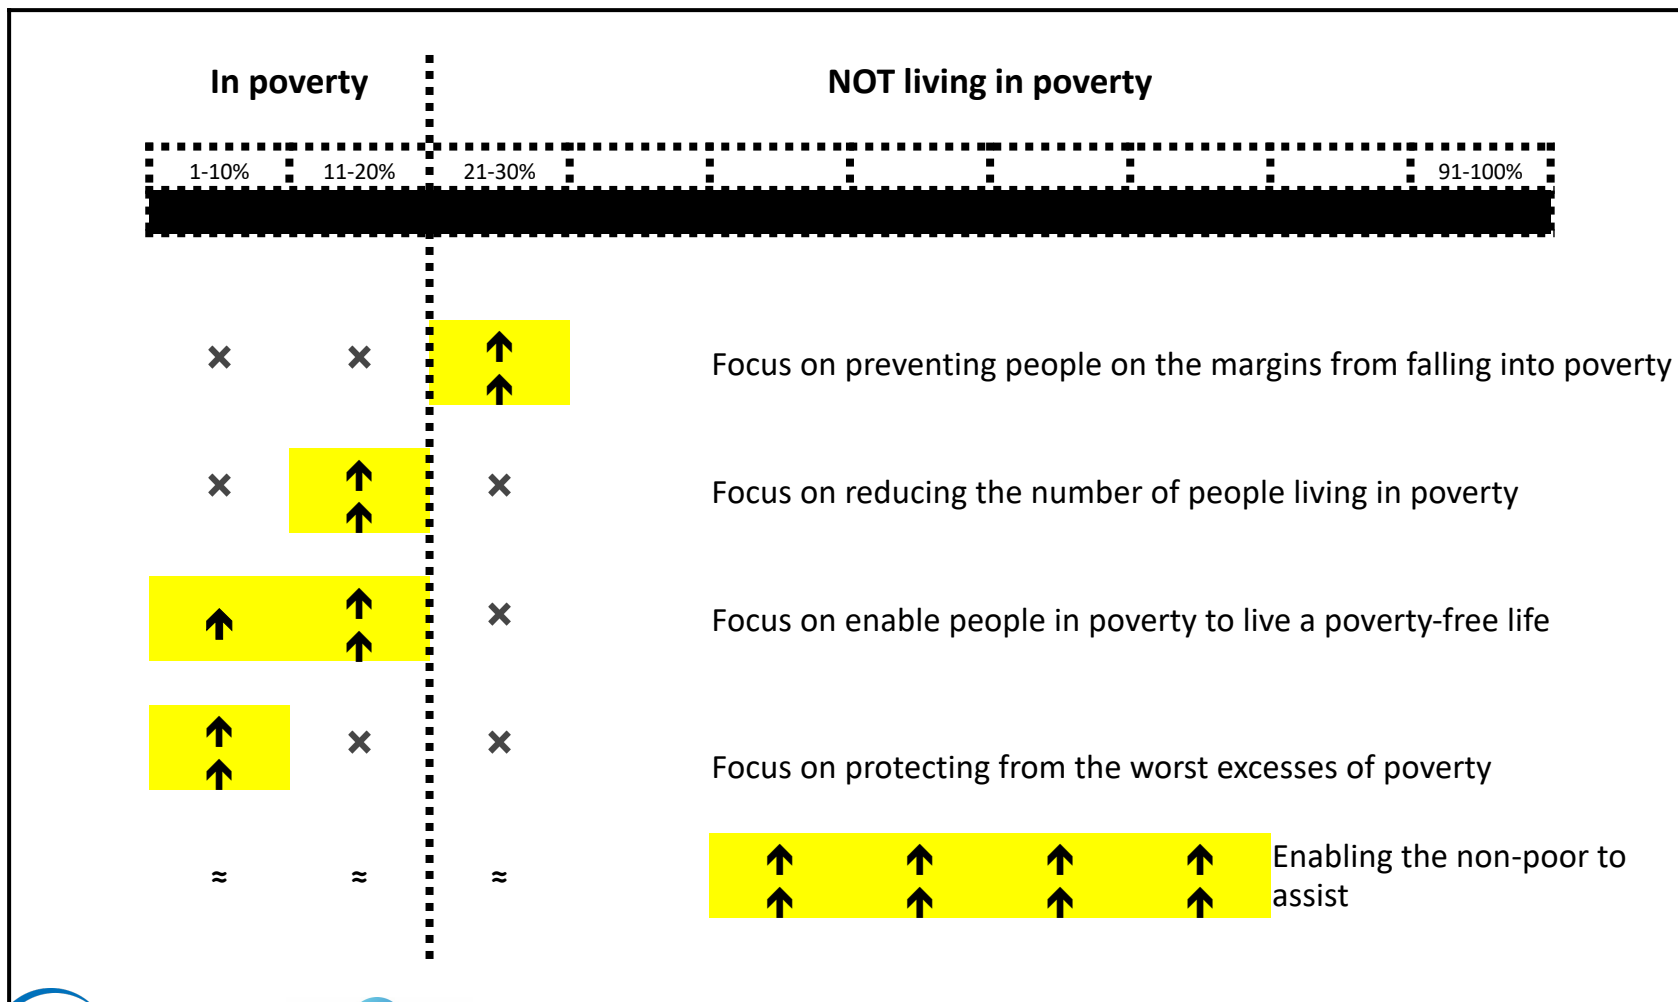 In poverty
NOT living in poverty
1-10%
11-20%
21-30%
91-100%
Focus on preventing people on the margins from falling into poverty
Focus on reducing the number of people living in poverty
Focus on enable people in poverty to live a poverty-free life
Focus on protecting from the worst excesses of poverty
≈ ≈ ≈
Enabling the non-poor to
assist